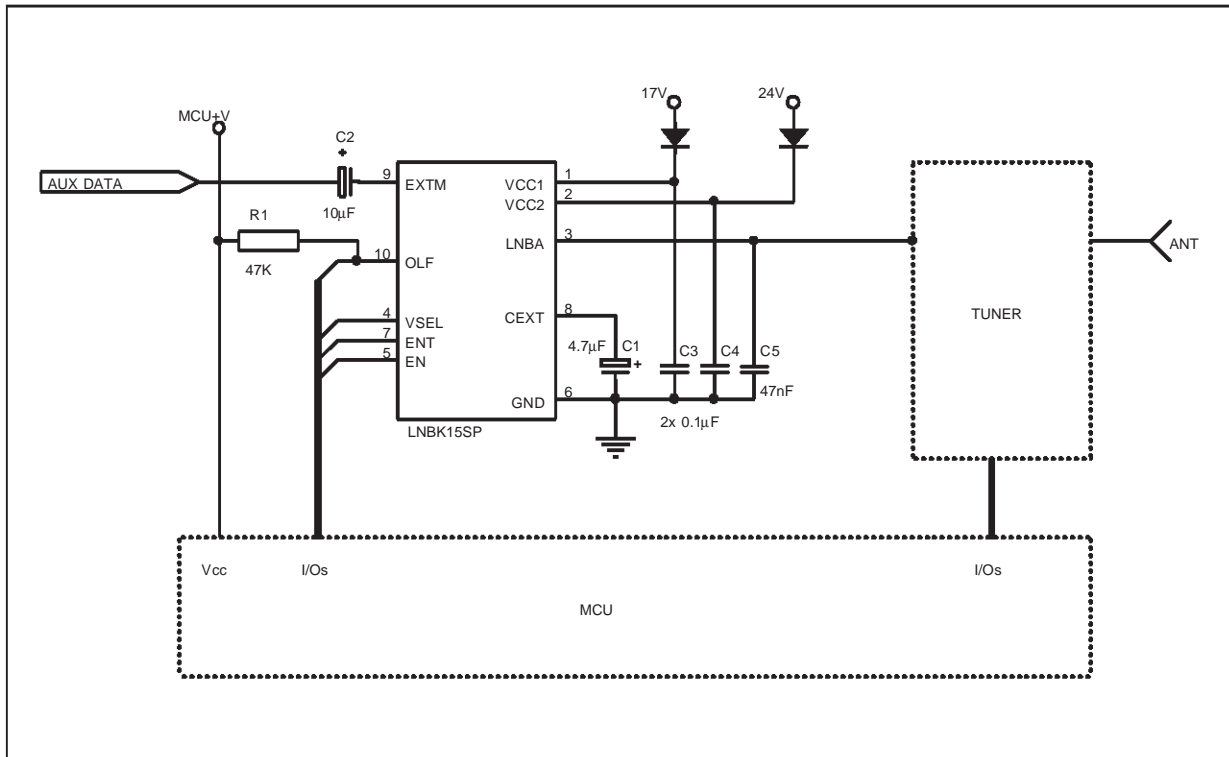 17V
24V
MCU+V
C2
+
AUX DATA
9
EXTM
VCC1
1
VCC2
2
10µF
R1
LNBA
3
ANT
10
OLF
47K
TUNER
4
VSEL
CEXT
8
7
ENT
4.7µF
C1
+
C3
C4
C5
5
EN
47nF
GND
6
2x 0.1µF
LNBK15SP
Vcc
I/Os
I/Os
MCU